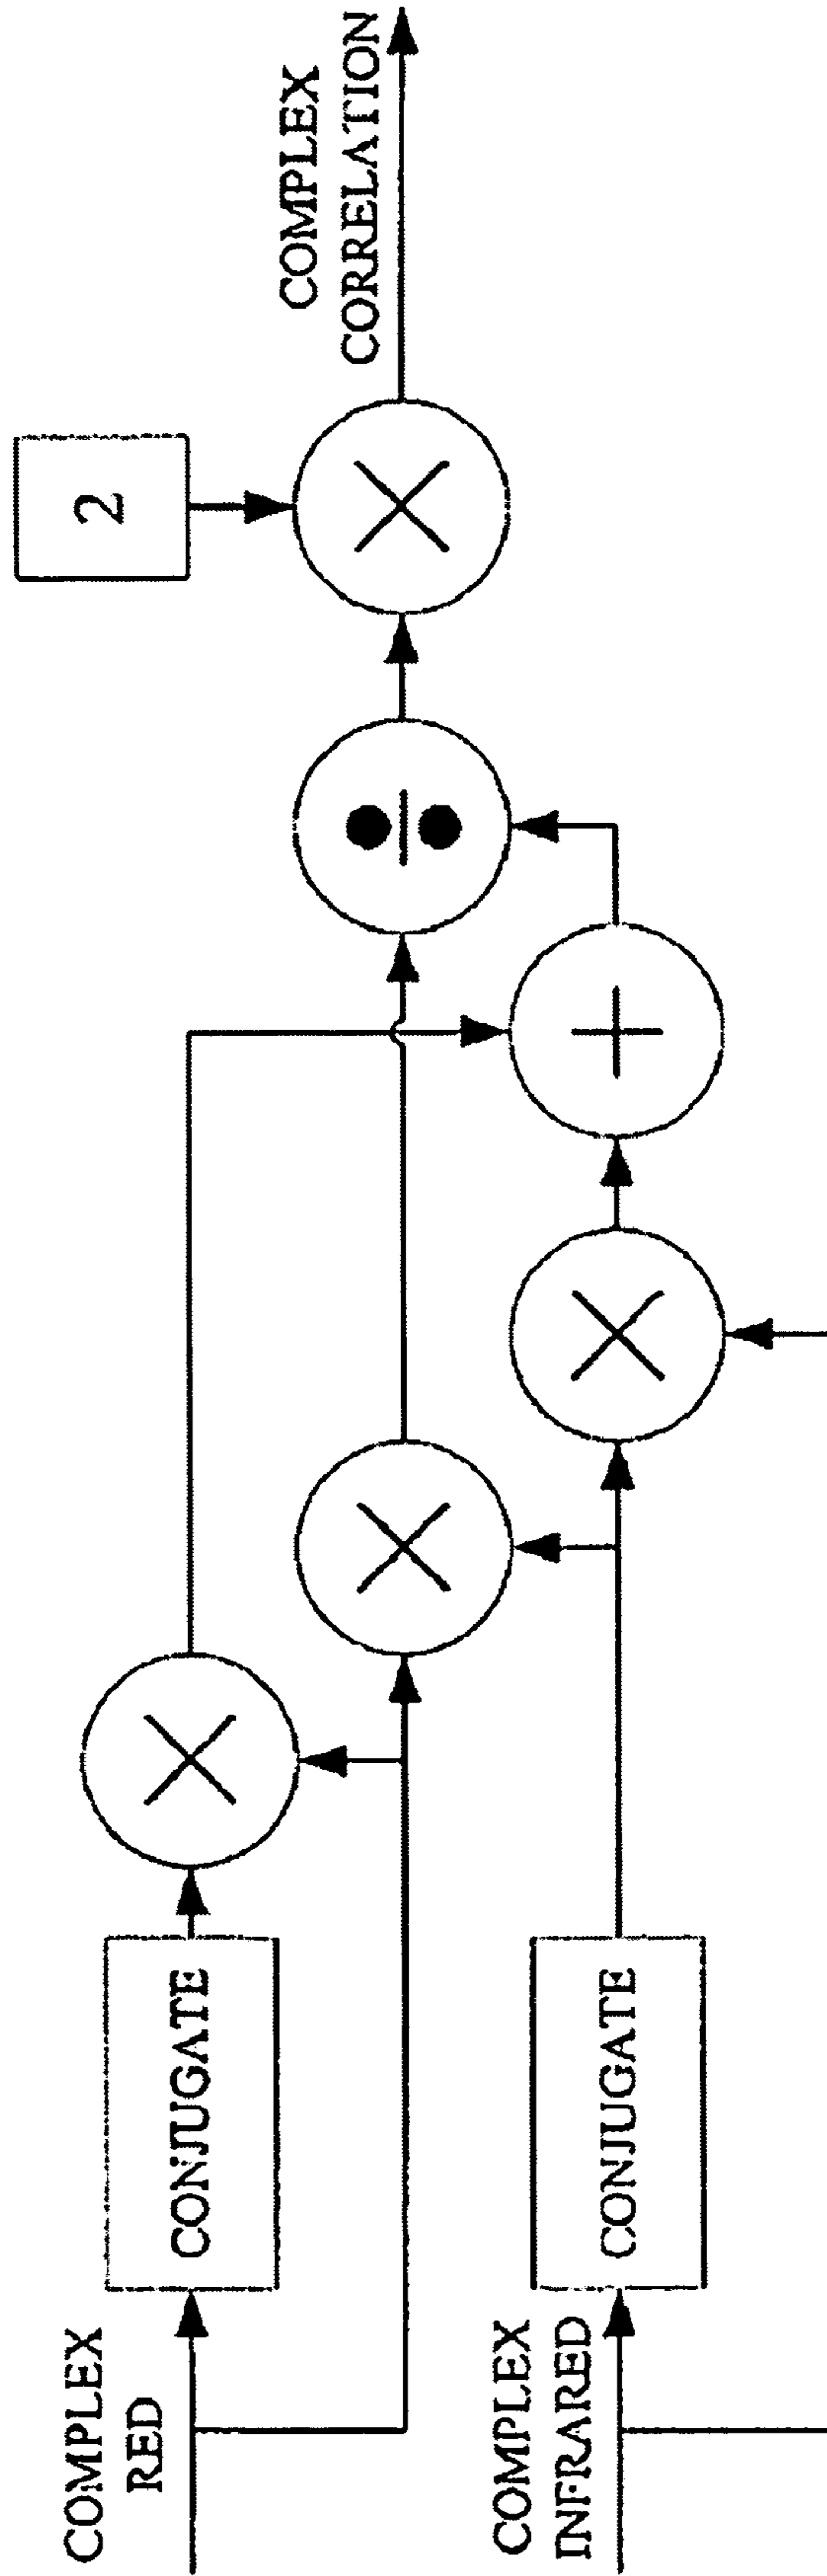 COMPLEX
RED
CONJUGATE
COMPLEX
INFRARED
CONJUGATE
2
COMPLEX
CORRELATION